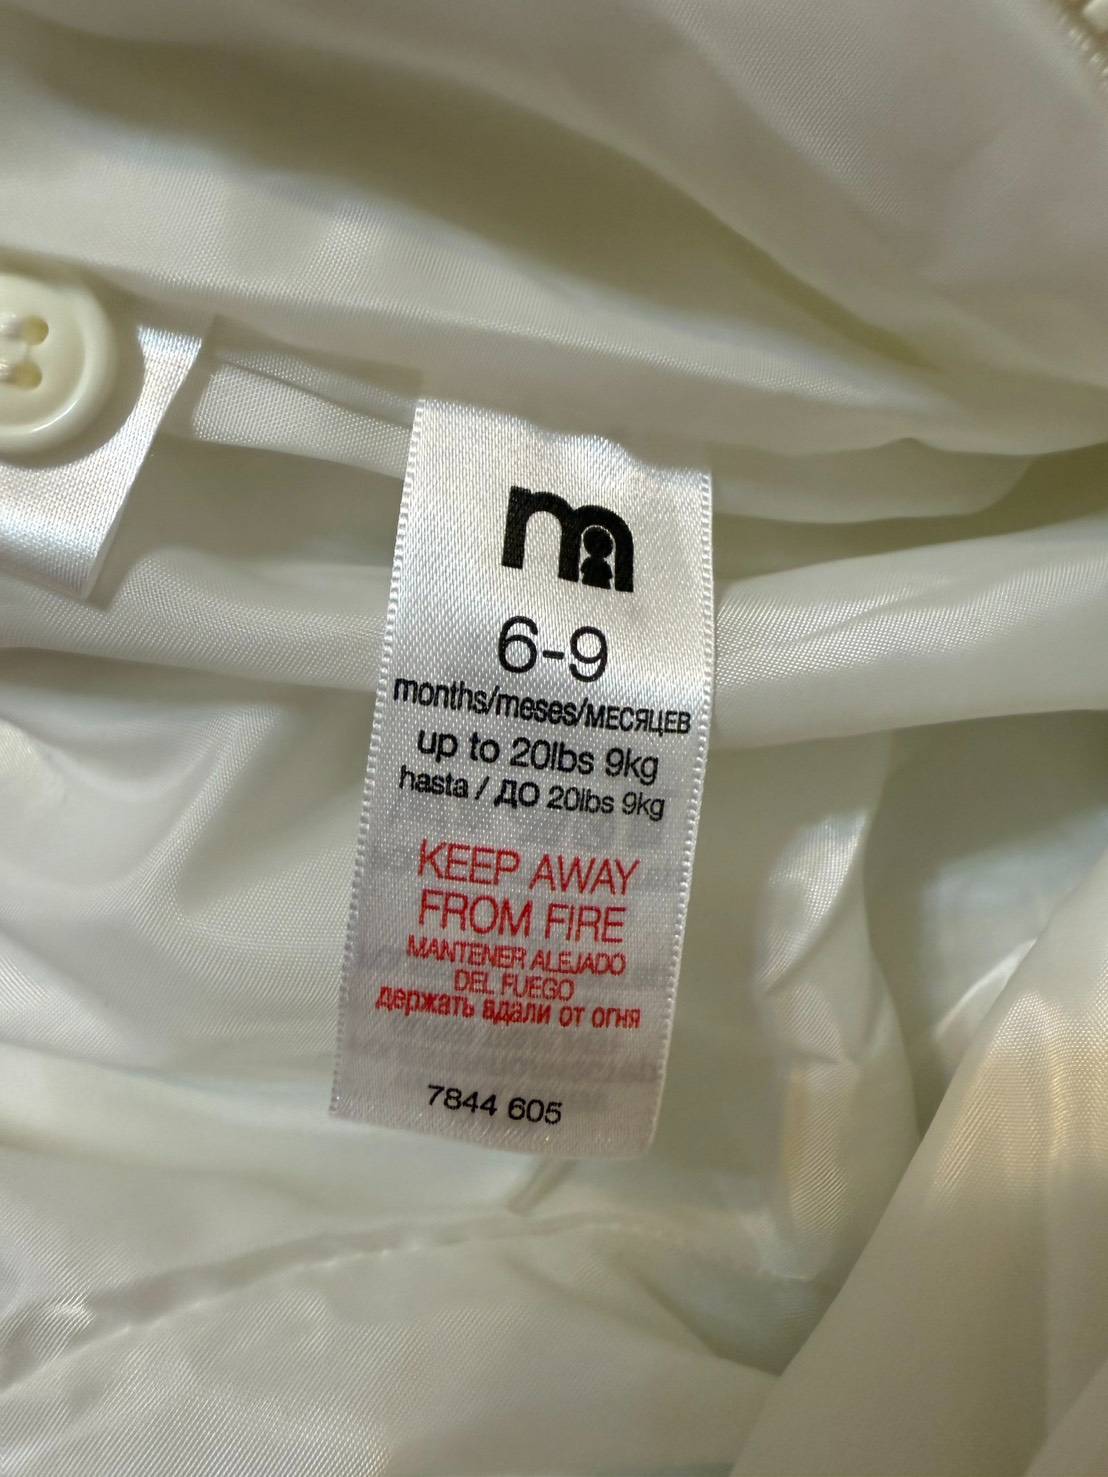 m
6-9
months/meses/МЕСЯЦЕВ
up to 20lbs 9kg
hasta / ДО 20lbs 9kg
KEEP AWAY
FROM FIRE
MANTENER ALEJADO
DEL FUEGO
держать вдали от огня
7844 605